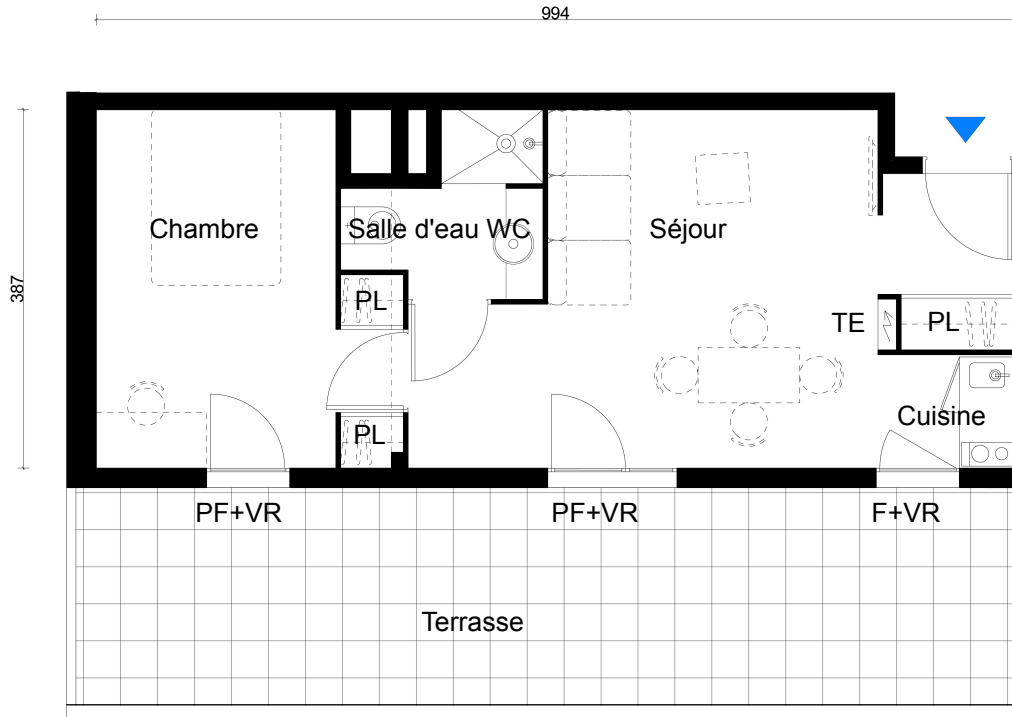 994
387
Chambre
Salle d'eau WC
Séjour
PL
TE
PL
Cuisine
PL
PF+VR
PF+VR
F+VR
Terrasse